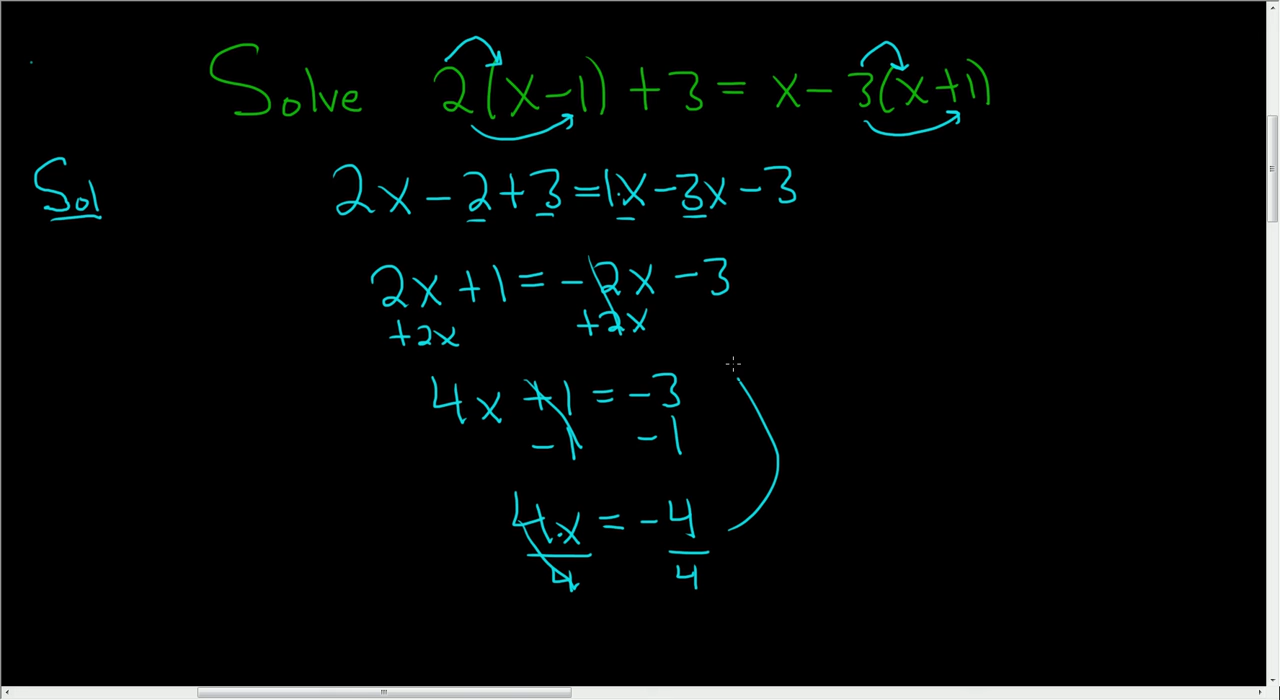 Solve 2(x-1)+3=x-3(x+1)
Sol 2x-2+3=1·x-3x-3
2x+1=-2x-3
+2x +2x
4x+1=-3
-1 -1
4·x=-4
4 4